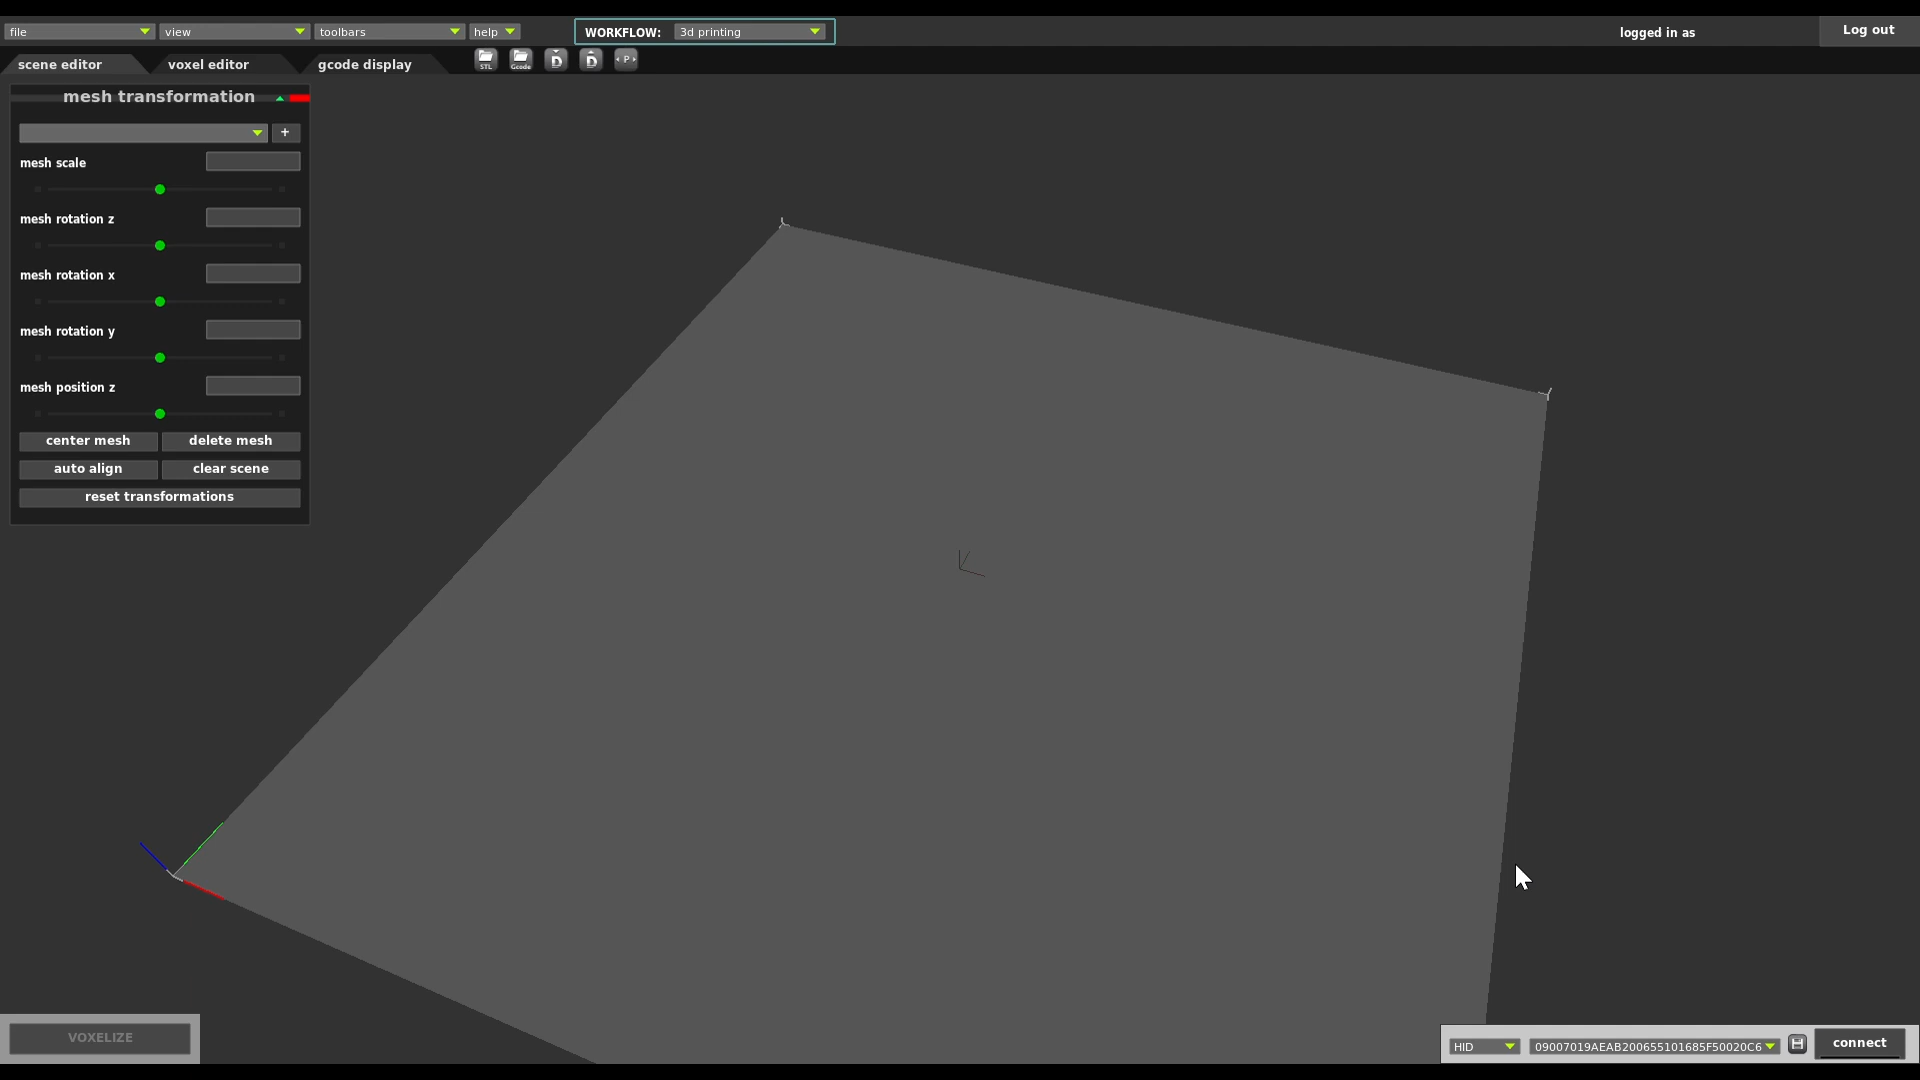 file view toolbars help WORKFLOW: 3d printing logged in as Log out
scene editor voxel editor gcode display STL Gcode D D P
mesh transformation
+
mesh scale
mesh rotation z
mesh rotation x
mesh rotation y
mesh position z
center mesh delete mesh
auto align clear scene
reset transformations
VOXELIZE
HID 09007019AEAB200655101685F50020C6 connect